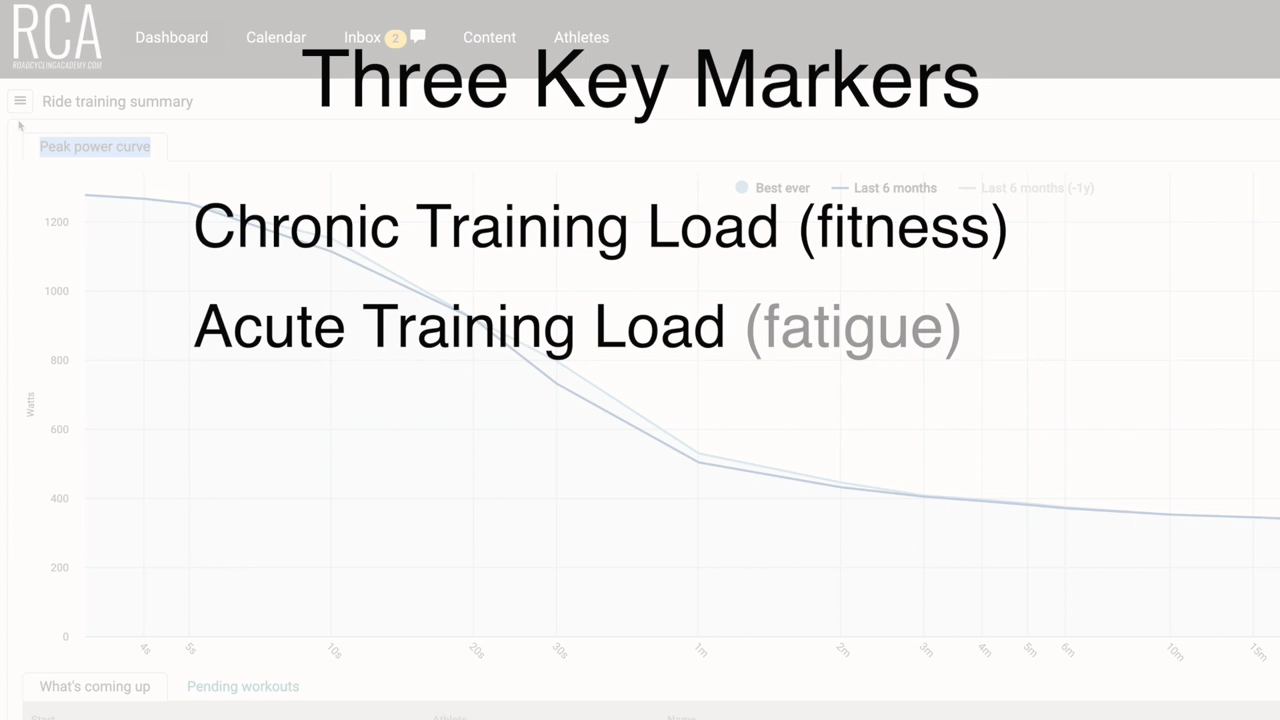 RCA
ROADCYCLINGACADEMY.COM
Dashboard
Calendar
Inbox 2
Content
Athletes
Three Key Markers
Ride training summary
Peak power curve
Best ever
Last 6 months
Last 6 months (-1y)
Chronic Training Load (fitness)
Acute Training Load (fatigue)
Watts
1200
1000
800
600
400
200
0
4s
5s
10s
20s
30s
1m
2m
3m
4m
5m
6m
10m
15m
What's coming up
Pending workouts
Start
Athlete
Name